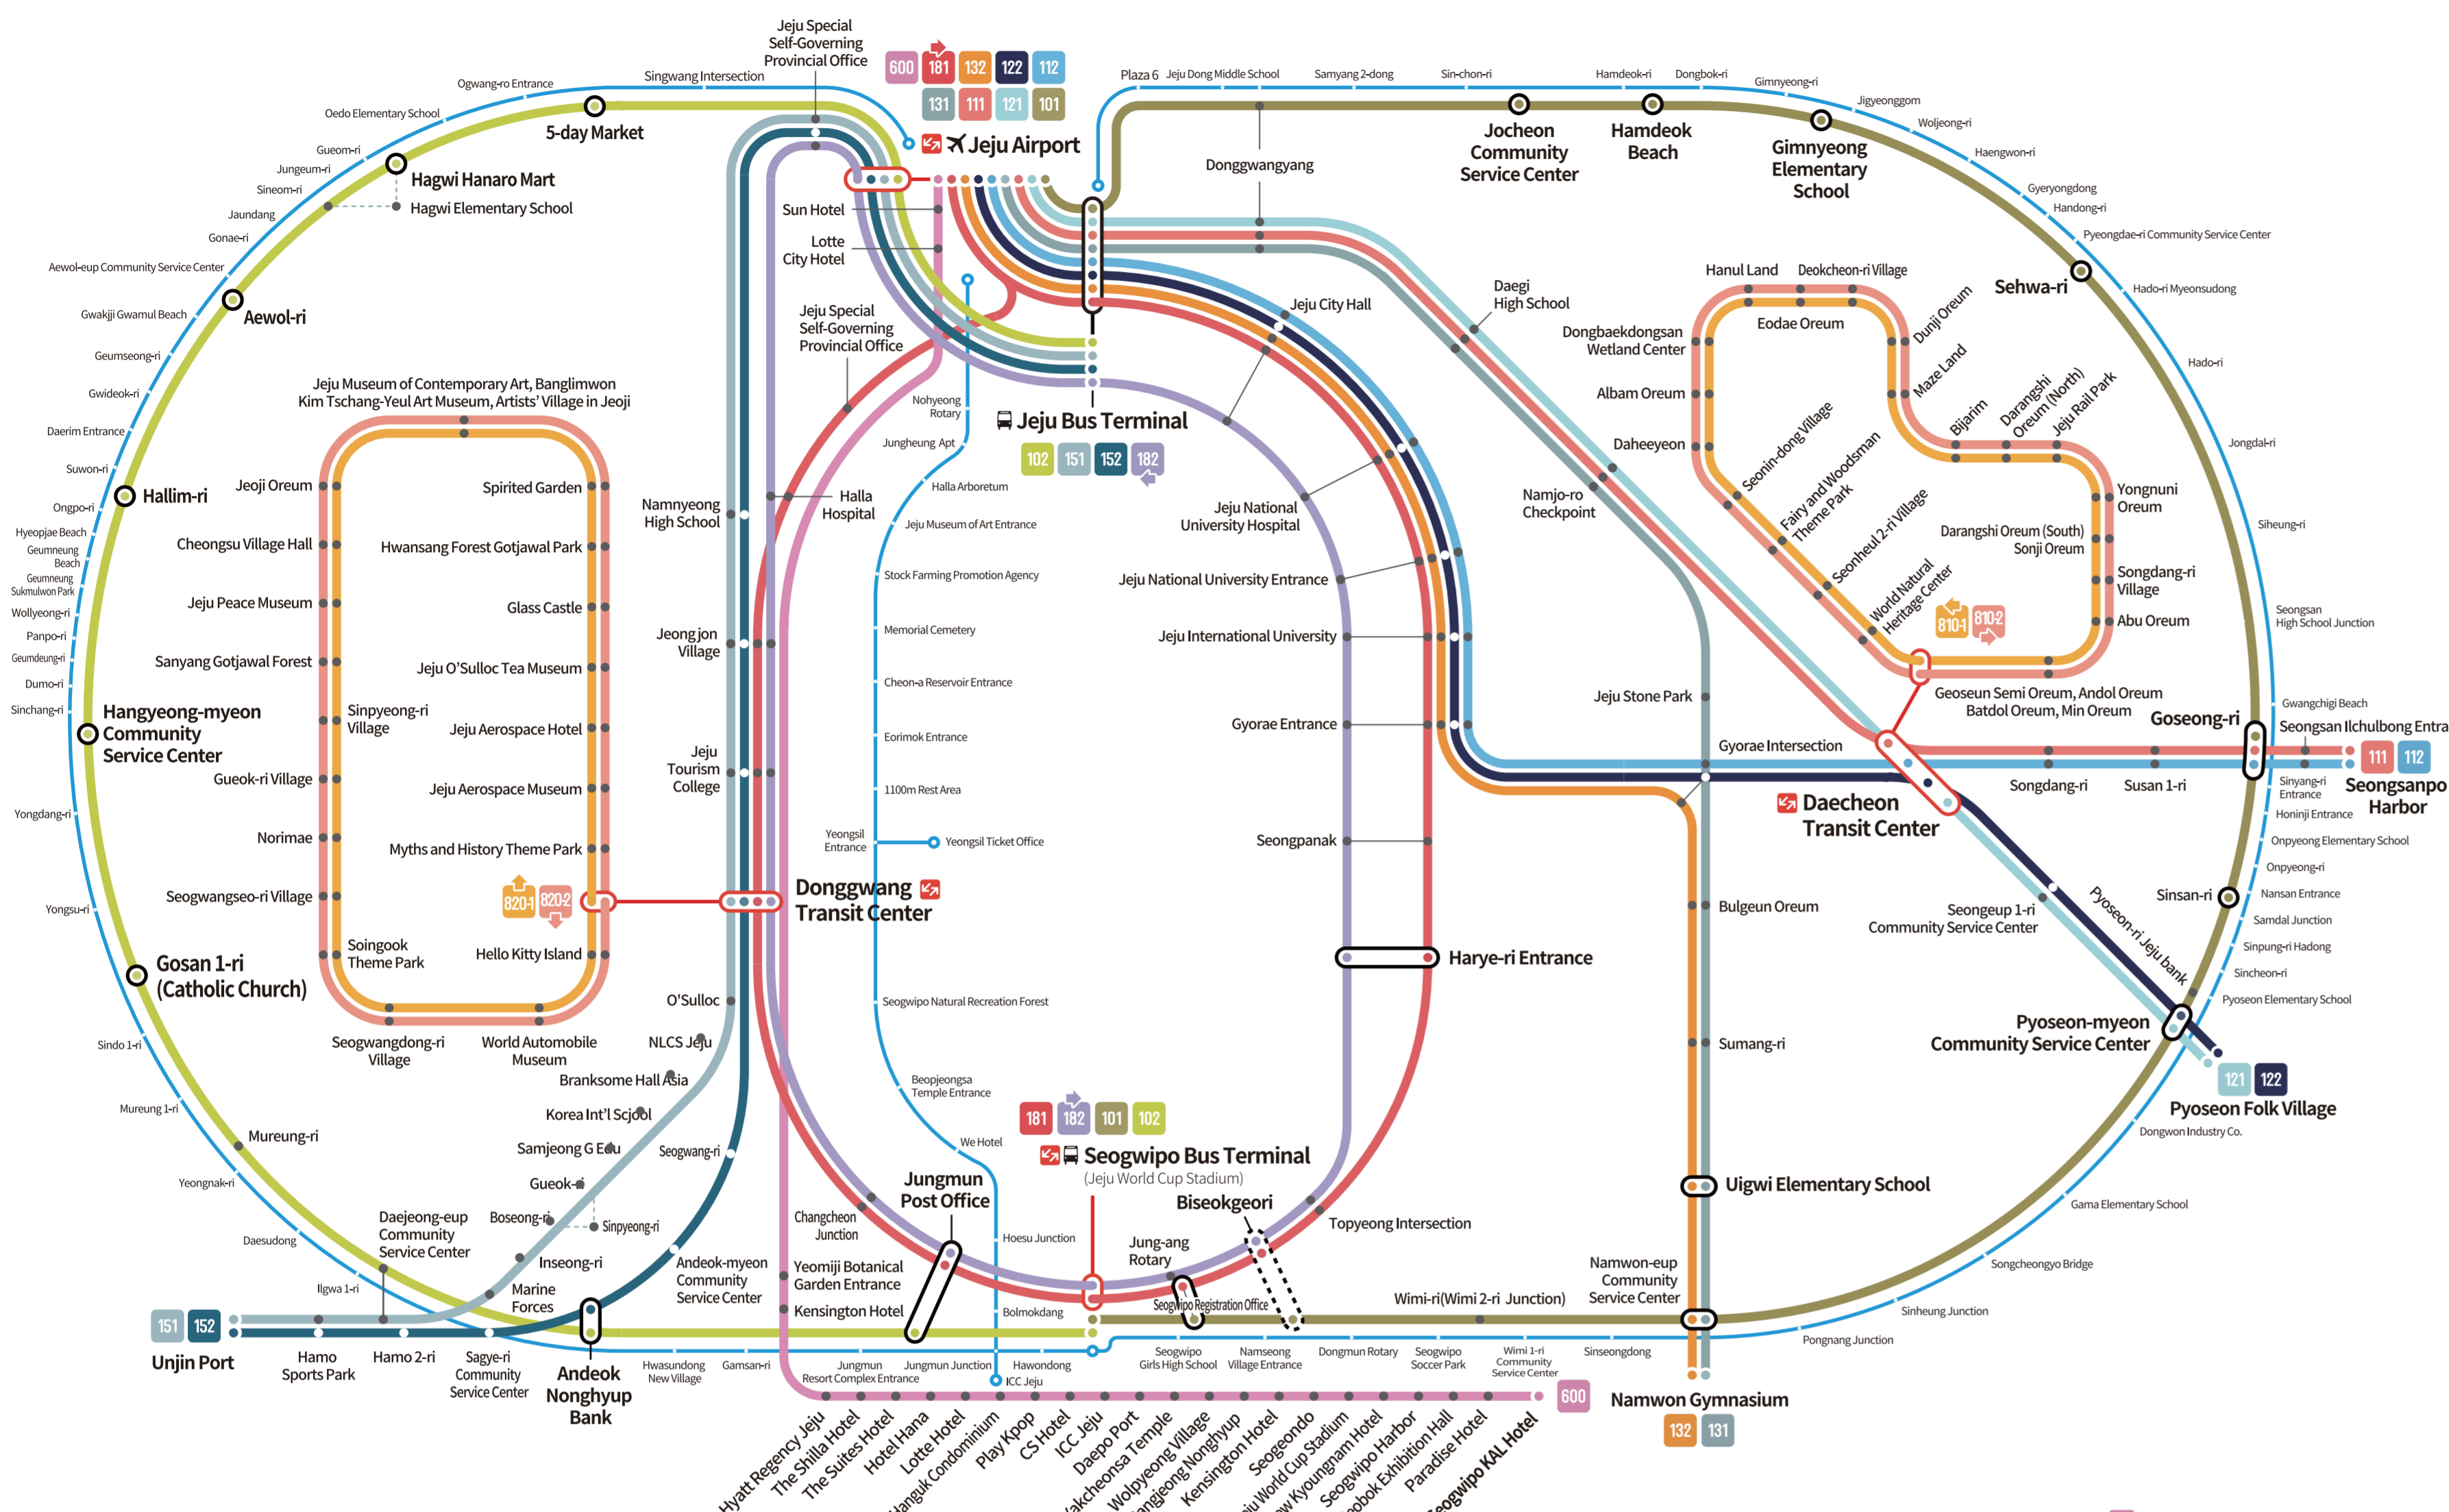 Jeju Special
Self-Governing
Provincial Office
600
181
132
122
112
131
111
121
101
Jeju Airport
Singwang Intersection
Ogwang-ro Entrance
Oedo Elementary School
5-day Market
Gueom-ri
Jungeum-ri
Sineom-ri
Jaundang
Gonae-ri
Hagwi Hanaro Mart
Hagwi Elementary School
Aewol-eup Community Service Center
Aewol-ri
Gwakjji Gwamul Beach
Geumseong-ri
Gwideok-ri
Daerim Entrance
Suwon-ri
Hallim-ri
Ongpo-ri
Hyeopjae Beach
Geumneung
Beach
Geumneung
Sukmulwon Park
Wollyeong-ri
Panpo-ri
Geumdeung-ri
Dumo-ri
Sinchang-ri
Hangyeong-myeon
Community
Service Center
Yongdang-ri
Yongsu-ri
Gosan 1-ri
(Catholic Church)
Sindo 1-ri
Mureung 1-ri
Mureung-ri
Yeongnak-ri
Daesudong
Ilgwa 1-ri
Plaza 6
Jeju Dong Middle School
Samyang 2-dong
Sin-chon-ri
Hamdeok-ri
Dongbok-ri
Gimnyeong-ri
Jigyeonggom
Woljeong-ri
Haengwon-ri
Gyeryongdong
Handong-ri
Pyeongdae-ri Community Service Center
Hado-ri Myeonsudong
Hado-ri
Jongdal-ri
Siheung-ri
Seongsan
High School Junction
Gwangchigi Beach
Donggwangyang
Jocheon
Community
Service Center
Hamdeok
Beach
Gimnyeong
Elementary
School
Sehwa-ri
Goseong-ri
Seongsan Ilchulbong Entra
111
112
Seongsanpo
Harbor
Sinyang-ri
Entrance
Honinji Entrance
Onpyeong Elementary School
Onpyeong-ri
Nansan Entrance
Sinsan-ri
Samdal Junction
Sinpung-ri Hadong
Sincheon-ri
Pyoseon Elementary School
Sun Hotel
Lotte
City Hotel
Jeju Special
Self-Governing
Provincial Office
Nohyeong
Rotary
Jungheung Apt
Halla Arboretum
Jeju Museum of Art Entrance
Stock Farming Promotion Agency
Memorial Cemetery
Cheon-a Reservoir Entrance
Eorimok Entrance
1100m Rest Area
Yeongsil
Entrance
Yeongsil Ticket Office
Seogwipo Natural Recreation Forest
Beopjeongsa
Temple Entrance
We Hotel
Hoesu Junction
Bolmokdang
ICC Jeju
Jeju Bus Terminal
102
151
152
182
Jeju City Hall
Jeju National
University Hospital
Jeju National University Entrance
Jeju International University
Gyorae Entrance
Seongpanak
Harye-ri Entrance
Daegi
High School
Namjo-ro
Checkpoint
Jeju Stone Park
Gyorae Intersection
Bulgeun Oreum
Sumang-ri
Uigwi Elementary School
Hanul Land
Deokcheon-ri Village
Eodae Oreum
Dongbaekdongsan
Wetland Center
Albam Oreum
Daheeyeon
Dunji Oreum
Maze Land
Bijarim
Darangshi
Oreum (North)
Jeju Rail Park
Seonin-dong Village
Fairy and Woodsman
Theme Park
Seonheul 2-ri Village
World Natural
Heritage Center
Yongnuni
Oreum
Darangshi Oreum (South)
Sonji Oreum
Songdang-ri
Village
Abu Oreum
810-1
810-2
Geoseun Semi Oreum, Andol Oreum
Batdol Oreum, Min Oreum
Daecheon
Transit Center
Songdang-ri
Susan 1-ri
Seongeup 1-ri
Community Service Center
Pyoseon-ri Jeju bank
Pyoseon-myeon
Community Service Center
121
122
Pyoseon Folk Village
Dongwon Industry Co.
Gama Elementary School
Songcheongyo Bridge
Sinheung Junction
Pongnang Junction
Jeju Museum of Contemporary Art, Banglimwon
Kim Tschang-Yeul Art Museum, Artists’ Village in Jeoji
Jeoji Oreum
Cheongsu Village Hall
Jeju Peace Museum
Sanyang Gotjawal Forest
Sinpyeong-ri
Village
Gueok-ri Village
Norimae
Seogwangseo-ri Village
Soingook
Theme Park
Seogwangdong-ri
Village
World Automobile
Museum
Spirited Garden
Hwansang Forest Gotjawal Park
Glass Castle
Jeju O’Sulloc Tea Museum
Jeju Aerospace Hotel
Jeju Aerospace Museum
Myths and History Theme Park
820-1
820-2
Hello Kitty Island
Namnyeong
High School
Halla
Hospital
Jeong jon
Village
Jeju
Tourism
College
Donggwang
Transit Center
O'Sulloc
NLCS Jeju
Branksome Hall Asia
Korea Int’l Scjool
Samjeong G Edu
Gueok-ri
Boseong-ri
Sinpyeong-ri
Inseong-ri
Seogwang-ri
Marine
Forces
Andeok-myeon
Community
Service Center
Daejeong-eup
Community
Service Center
151
152
Unjin Port
Hamo
Sports Park
Hamo 2-ri
Sagye-ri
Community
Service Center
Andeok
Nonghyup
Bank
Hwasundong
New Village
Gamsan-ri
Jungmun
Resort Complex Entrance
Jungmun Junction
Hawondong
Changcheon
Junction
Yeomiji Botanical
Garden Entrance
Kensington Hotel
Jungmun
Post Office
181
182
101
102
Seogwipo Bus Terminal
(Jeju World Cup Stadium)
Biseokgeori
Jung-ang
Rotary
Seogwipo Registration Office
Topyeong Intersection
Wimi-ri(Wimi 2-ri Junction)
Namwon-eup
Community
Service Center
Seogwipo
Girls High School
Namseong
Village Entrance
Dongmun Rotary
Seogwipo
Soccer Park
Wimi 1-ri
Community
Service Center
Sinseongdong
Namwon Gymnasium
132
131
600
Hyatt Regency Jeju
The Shilla Hotel
The Suites Hotel
Hotel Hana
Lotte Hotel
Hanguk Condominium
Play Kpop
CS Hotel
ICC Jeju
Daepo Port
Yakcheonsa Temple
Wolpyeong Village
Gangjeong Nonghyup
Kensington Hotel
Seogeondo
Jeju World Cup Stadium
Kyoungnam Hotel
Seogwipo Harbor
Exhibition Hall
Paradise Hotel
Seogwipo KAL Hotel